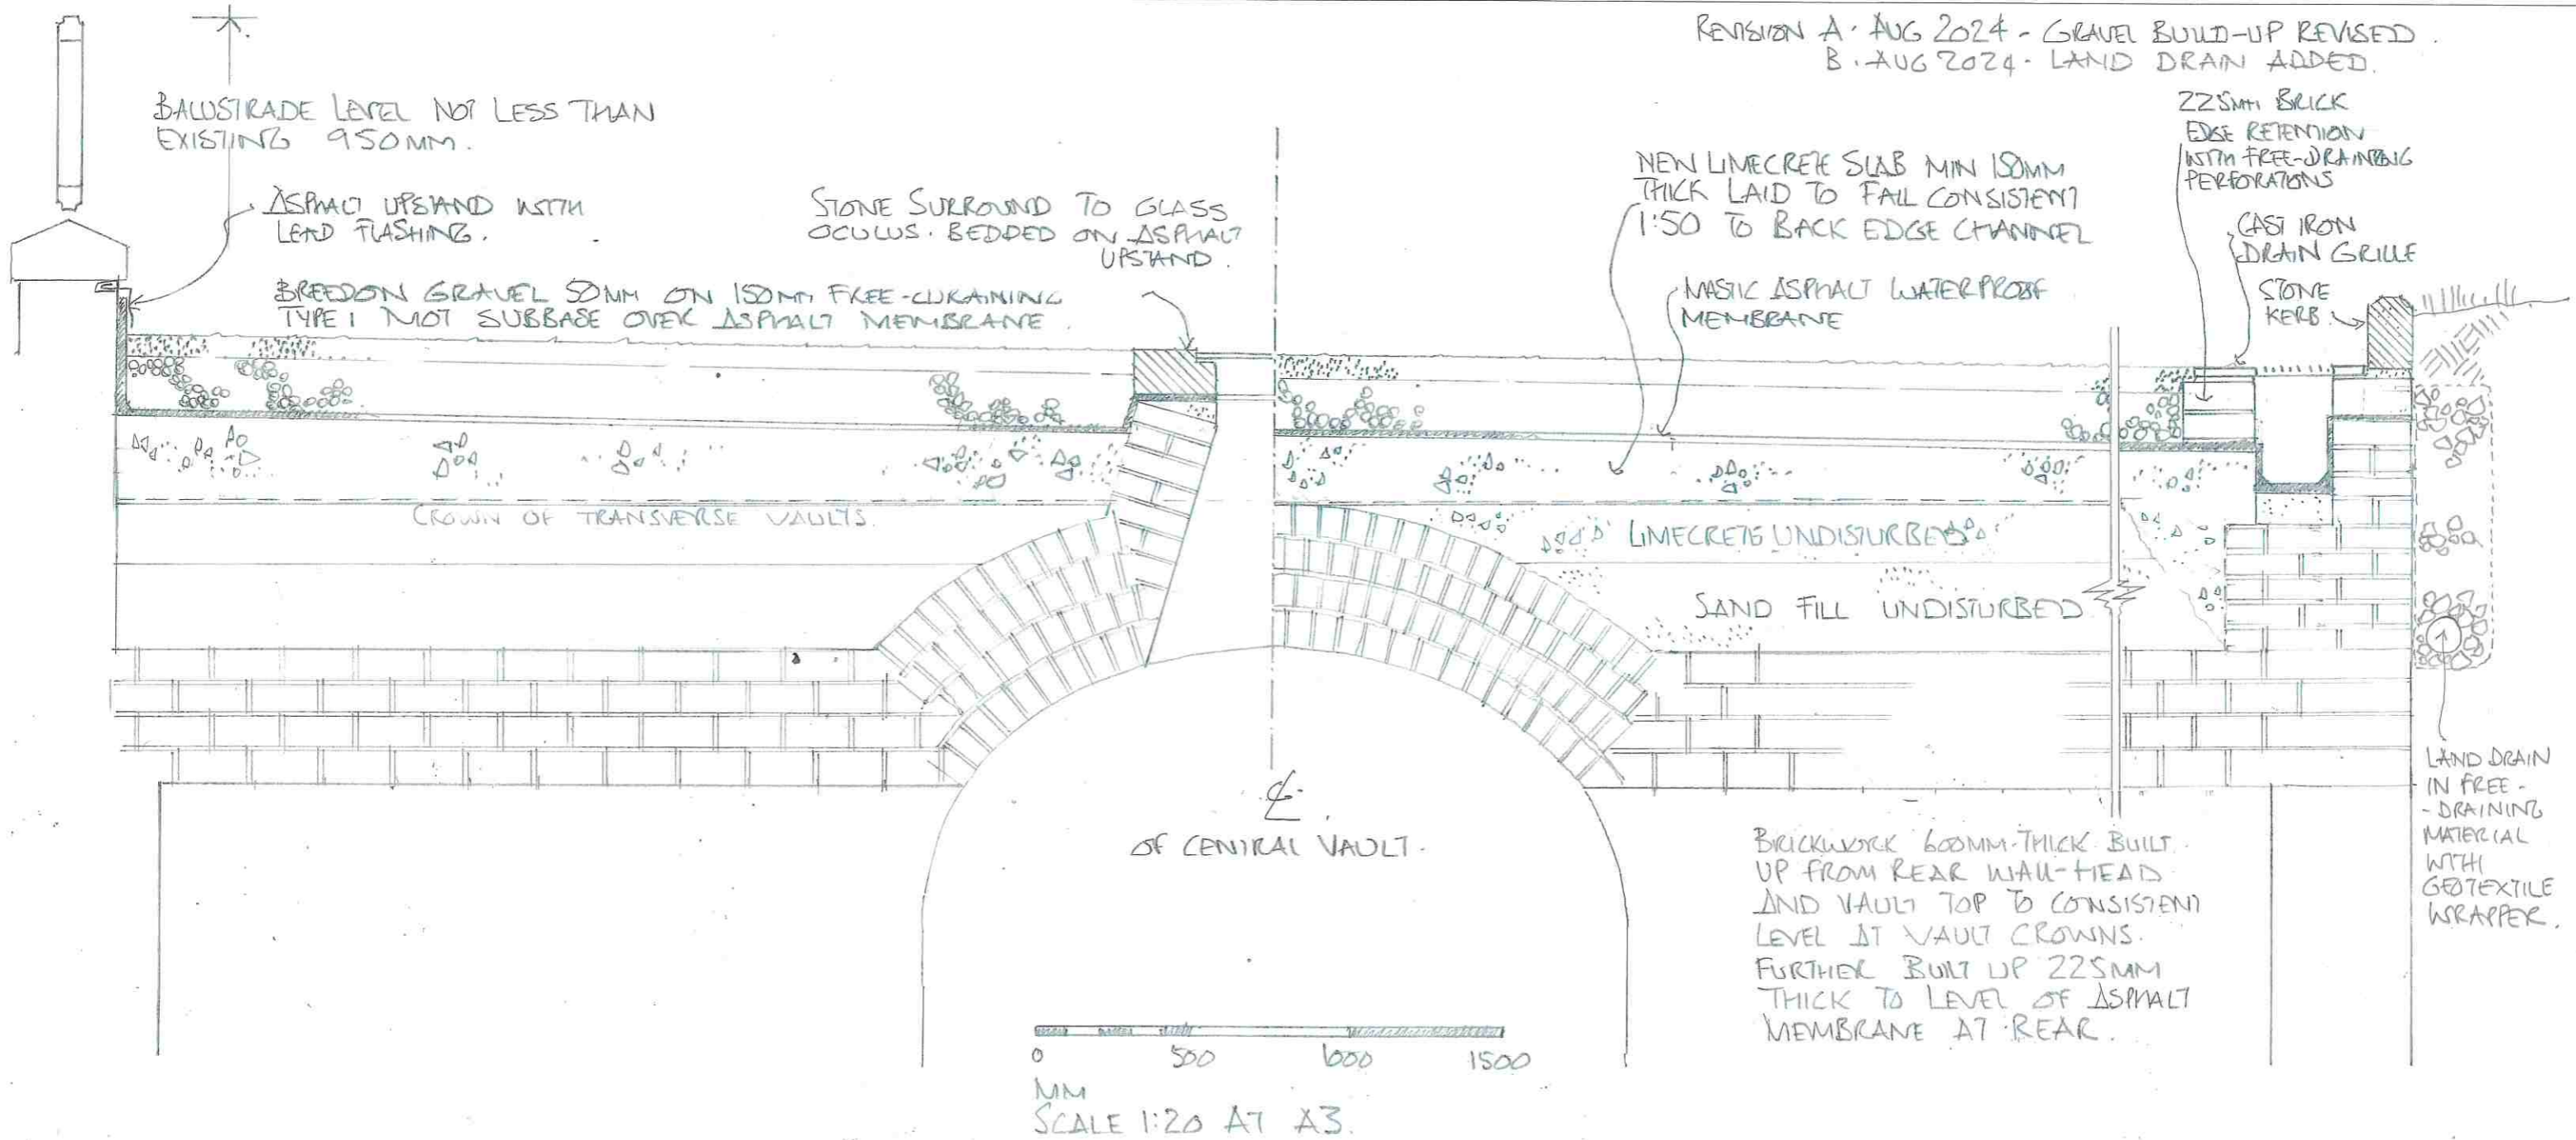 REVISION A. AUG 2024 - GRAVEL BUILD-UP REVISED.
B. AUG 2024. LAND DRAIN ADDED.
BALUSTRADE LEVEL NOT LESS THAN
EXISTING 950MM.
ASPHALT UPSTAND WITH
LEAD FLASHING.
STONE SURROUND TO GLASS
OCULUS. BEDDED ON ASPHALT
UPSTAND.
BREEDON GRAVEL 50MM ON 150MM FREE-DRAINING
TYPE 1 MOT SUBBASE OVER ASPHALT MEMBRANE.
NEW LIMECRETE SLAB MIN 150MM
THICK LAID TO FALL CONSISTENT
1:50 TO BACK EDGE CHANNEL
MASTIC ASPHALT WATERPROOF
MEMBRANE
225MM BRICK
EDGE RETENTION
WITH FREE-DRAINING
PERFORATIONS
CAST IRON
DRAIN GRILLE
STONE
KERB.
CROWN OF TRANSVERSE VAULTS.
LIMECRETE UNDISTURBED
SAND FILL UNDISTURBED
℄
OF CENTRAL VAULT.
LAND DRAIN
IN FREE-
-DRAINING
MATERIAL
WITH
GEOTEXTILE
WRAPPER.
BRICKWORK 600MM THICK BUILT
UP FROM REAR WALL-HEAD
AND VAULT TOP TO CONSISTENT
LEVEL AT VAULT CROWNS.
FURTHER BUILT UP 225MM
THICK TO LEVEL OF ASPHALT
MEMBRANE AT REAR.
0 500 1000 1500
MM
SCALE 1:20 AT A3.